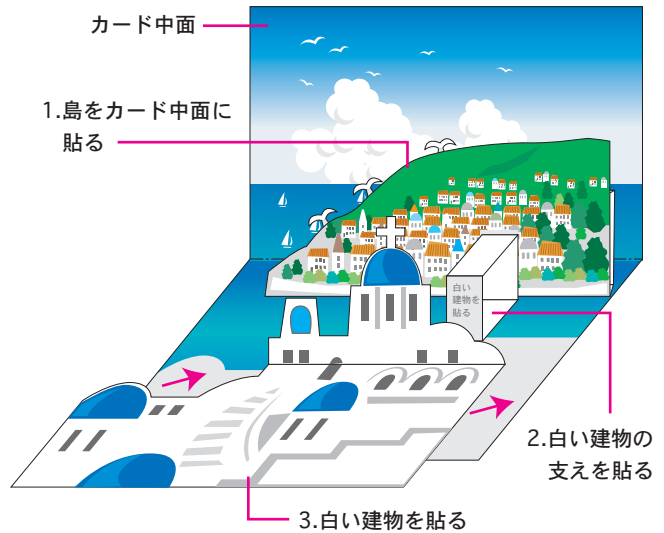 カード中面
1.島をカード中面に
貼る
白い
建物を
貼る
2.白い建物の
支えを貼る
3.白い建物を貼る